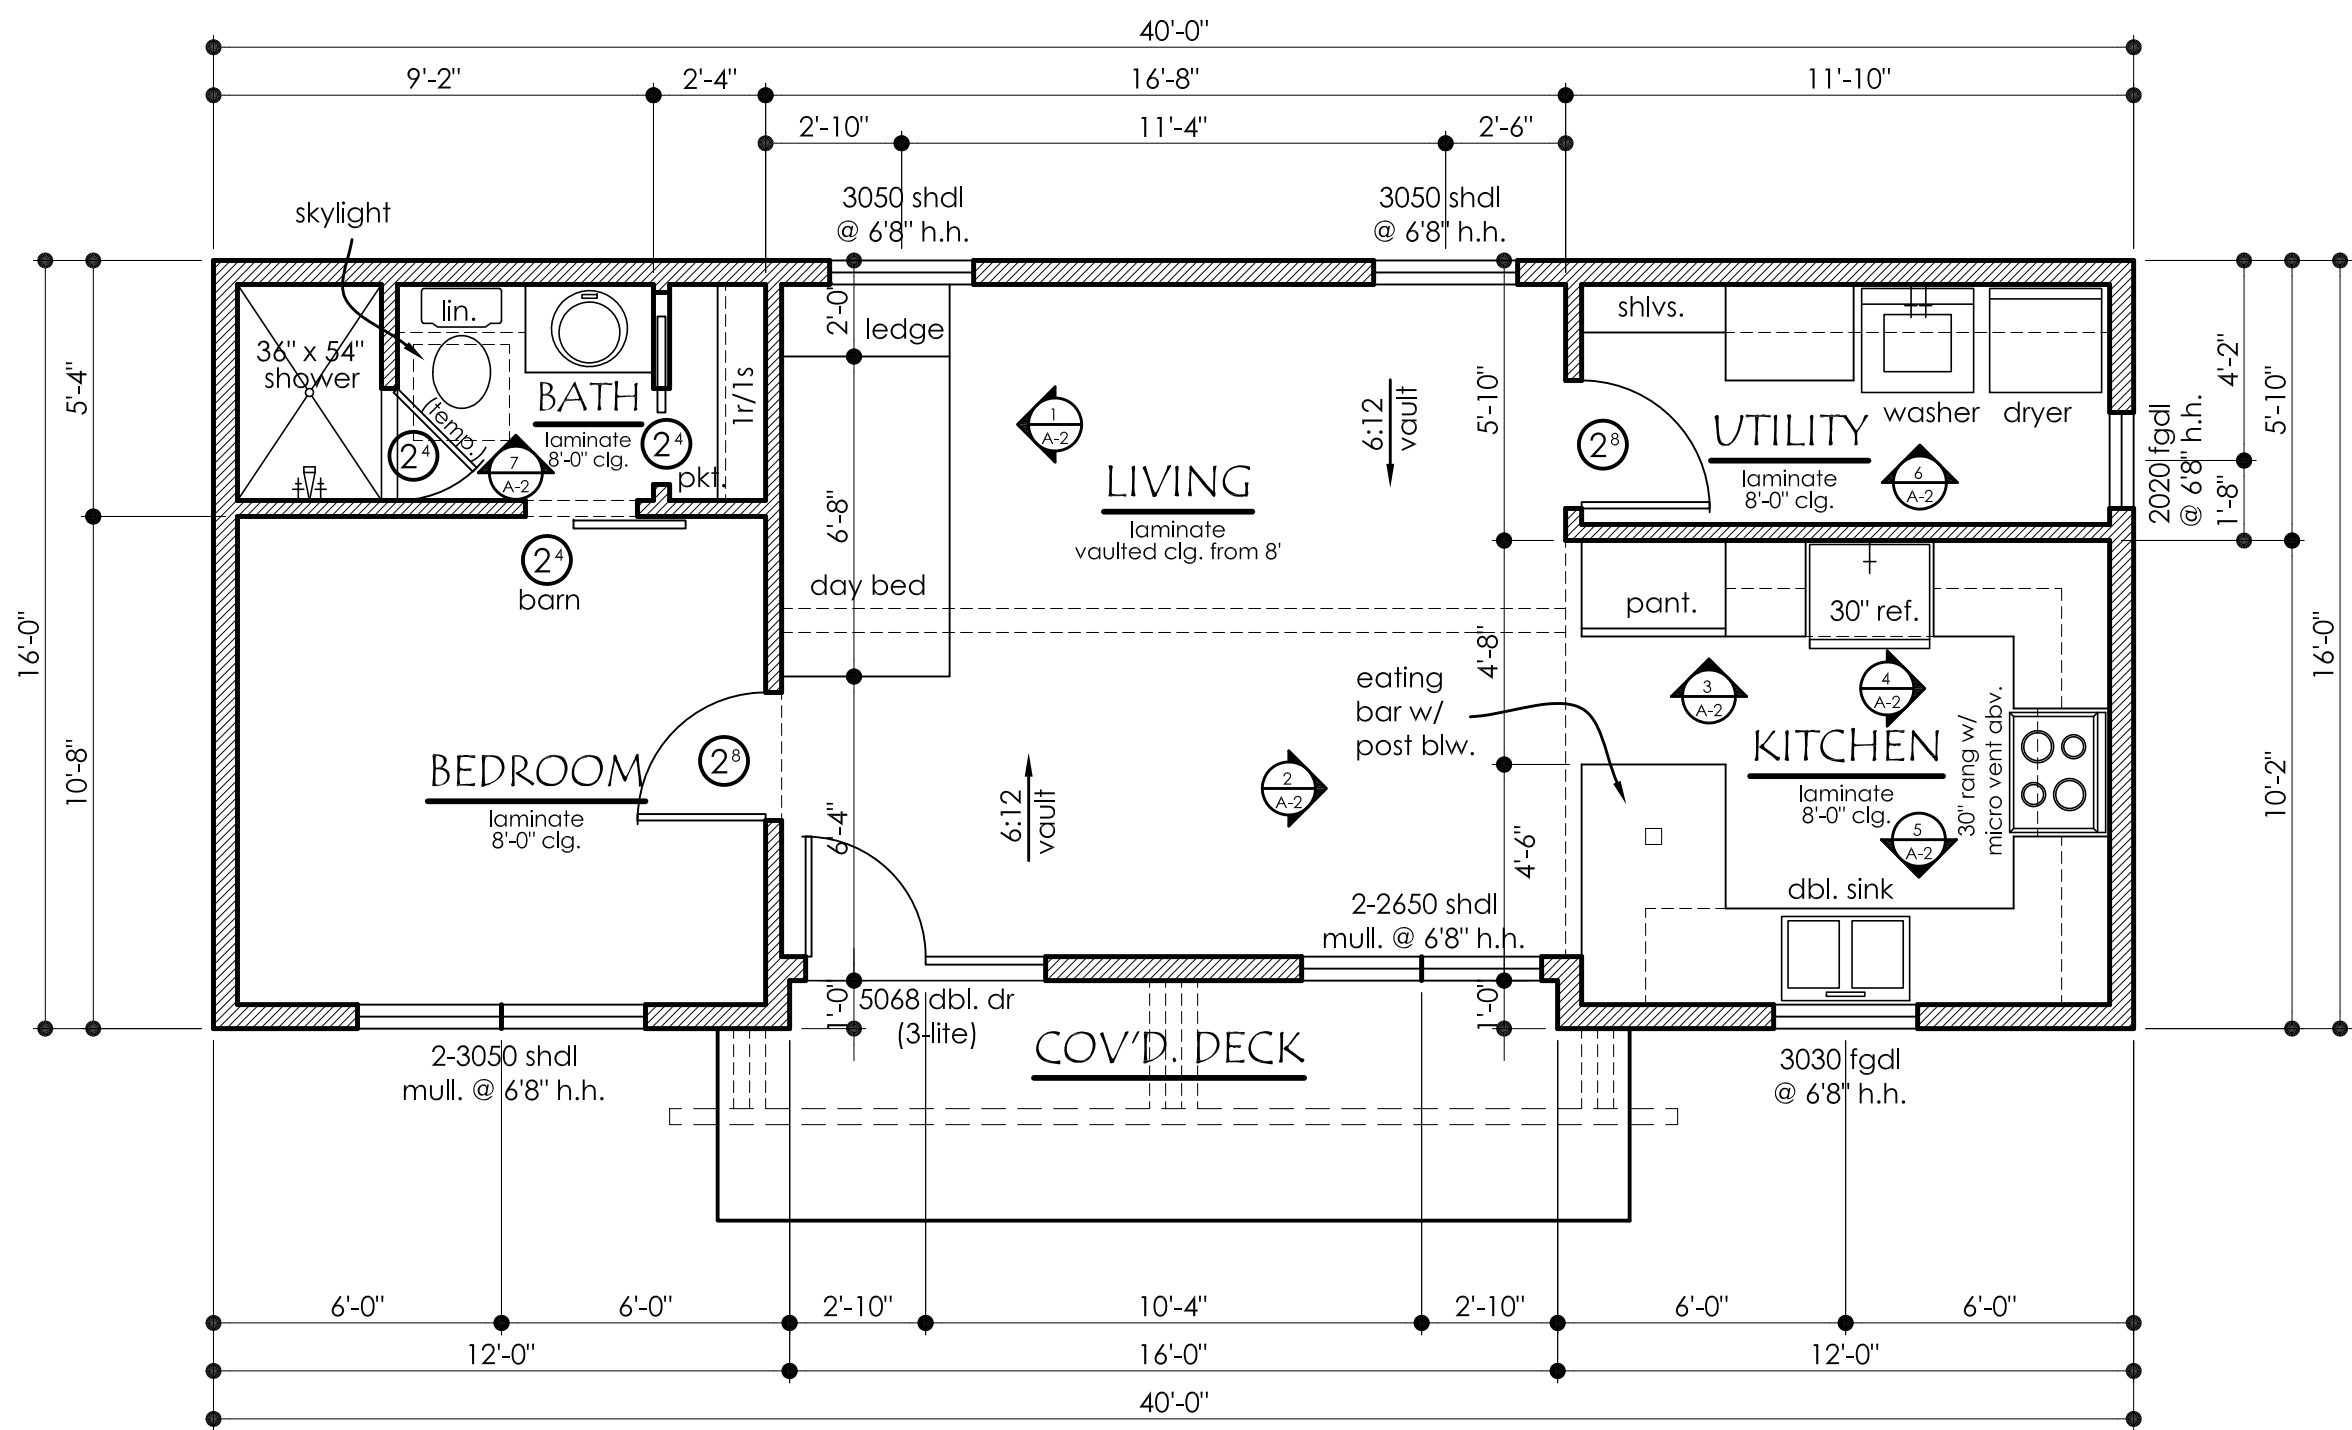 40'-0"
9'-2"
2'-4"
16'-8"
11'-10"
2'-10"
11'-4"
2'-6"
3050 shdl
@ 6'8" h.h.
3050 shdl
@ 6'8" h.h.
skylight
5'-4"
10'-8"
16'-0"
36" x 54"
shower
lin.
BATH
laminate
8'-0" clg.
(temp.)
2⁴
7
A-2
2⁴
pkt.
1r/1s
2⁴
barn
2'-0"
ledge
6'-8"
day bed
1
A-2
6:12
vault
LIVING
laminate
vaulted clg. from 8'
5'-10"
shlvs.
2⁸
UTILITY
laminate
8'-0" clg.
washer
dryer
6
A-2
2020 fgdl
@ 6'8" h.h.
4'-2"
1'-8"
5'-10"
10'-2"
16'-0"
pant.
30" ref.
4'-8"
eating
bar w/
post blw.
3
A-2
4
A-2
KITCHEN
laminate
8'-0" clg.
30" rang w/
micro vent abv.
5
A-2
dbl. sink
BEDROOM
laminate
8'-0" clg.
2⁸
6'-4"
6:12
vault
2
A-2
4'-6"
2-2650 shdl
mull. @ 6'8" h.h.
1'-0"
5068 dbl. dr
(3-lite)
1'-0"
COV'D. DECK
2-3050 shdl
mull. @ 6'8" h.h.
3030 fgdl
@ 6'8" h.h.
6'-0"
6'-0"
2'-10"
10'-4"
2'-10"
6'-0"
6'-0"
12'-0"
16'-0"
12'-0"
40'-0"